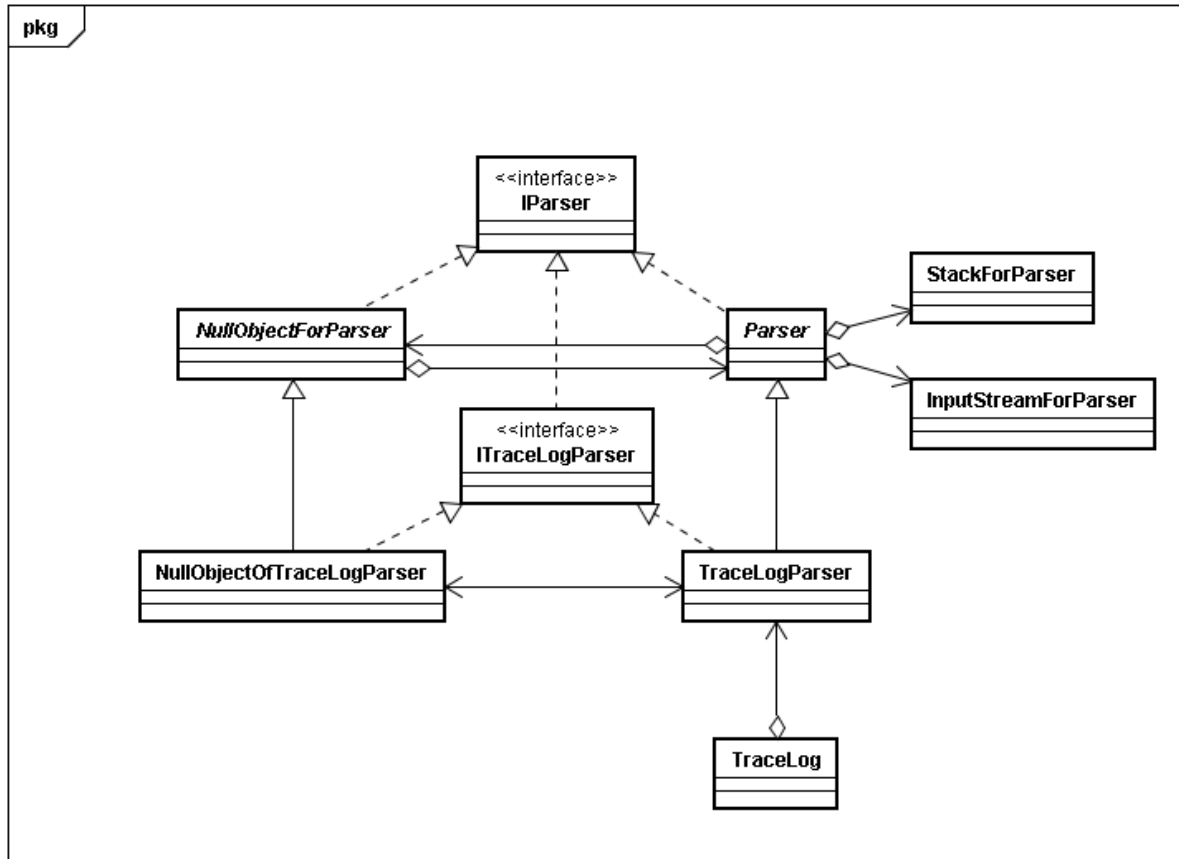 pkg
<<interface>>
IParser
StackForParser
NullObjectForParser
Parser
InputStreamForParser
<<interface>>
ITraceLogParser
NullObjectOfTraceLogParser
TraceLogParser
TraceLog